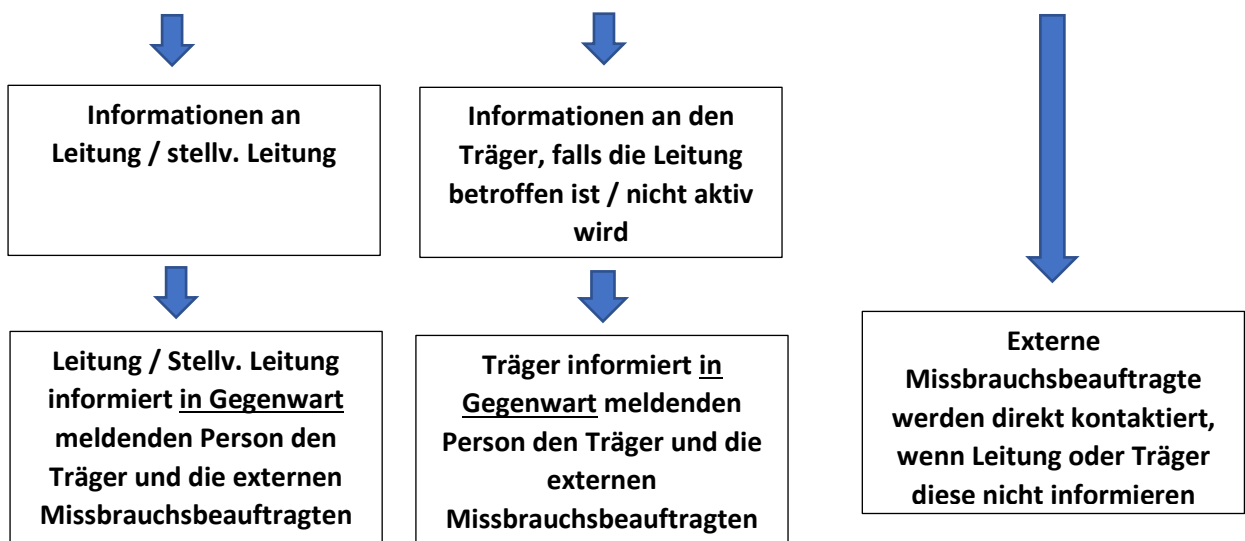 Informationen an
Leitung / stellv. Leitung
Informationen an den
Träger, falls die Leitung
betroffen ist / nicht aktiv
wird
Leitung / Stellv. Leitung
informiert in Gegenwart
meldenden Person den
Träger und die externen
Missbrauchsbeauftragten
Träger informiert in
Gegenwart meldenden
Person den Träger und die
externen
Missbrauchsbeauftragten
Externe
Missbrauchsbeauftragte
werden direkt kontaktiert,
wenn Leitung oder Träger
diese nicht informieren